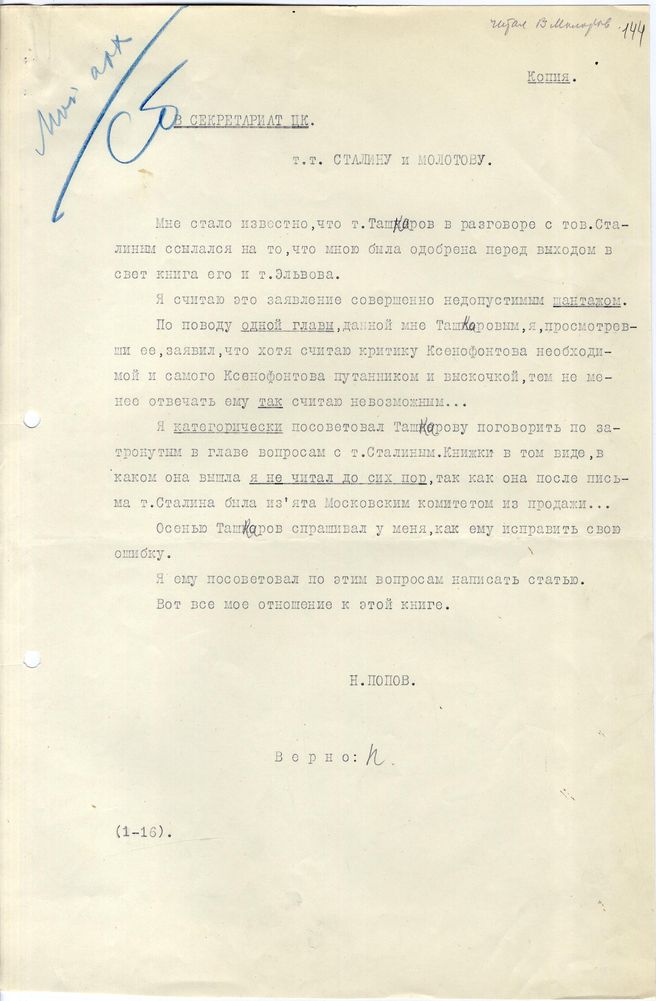 читал В Молотов 144
Мой арх
Копия.
В СЕКРЕТАРИАТ ЦК.
т.т. СТАЛИНУ и МОЛОТОВУ.
Мне стало известно,что т.Ташкаров в разговоре с тов.Ста-
линым ссылался на то,что мною была одобрена перед выходом в
свет книга его и т.Эльвова.
Я считаю это заявление совершенно недопустимым шантажом.
По поводу одной главы,данной мне Ташкаровым,я,просмотрев-
ши ее,заявил,что хотя считаю критику Ксенофонтова необходи-
мой и самого Ксенофонтова путанником и выскочкой,тем не ме-
нее отвечать ему так считаю невозможным...
Я категорически посоветовал Ташкарову поговорить по за-
тронутым в главе вопросам с т.Сталиным.Книжки в том виде,в
каком она вышла я не читал до сих пор,так как она после пись-
ма т.Сталина была из'ята Московским комитетом из продажи...
Осенью Ташкаров спрашивал у меня,как ему исправить свою
ошибку.
Я ему посоветовал по этим вопросам написать статью.
Вот все мое отношение к этой книге.
Н.ПОПОВ.
Верно:
(1-16).